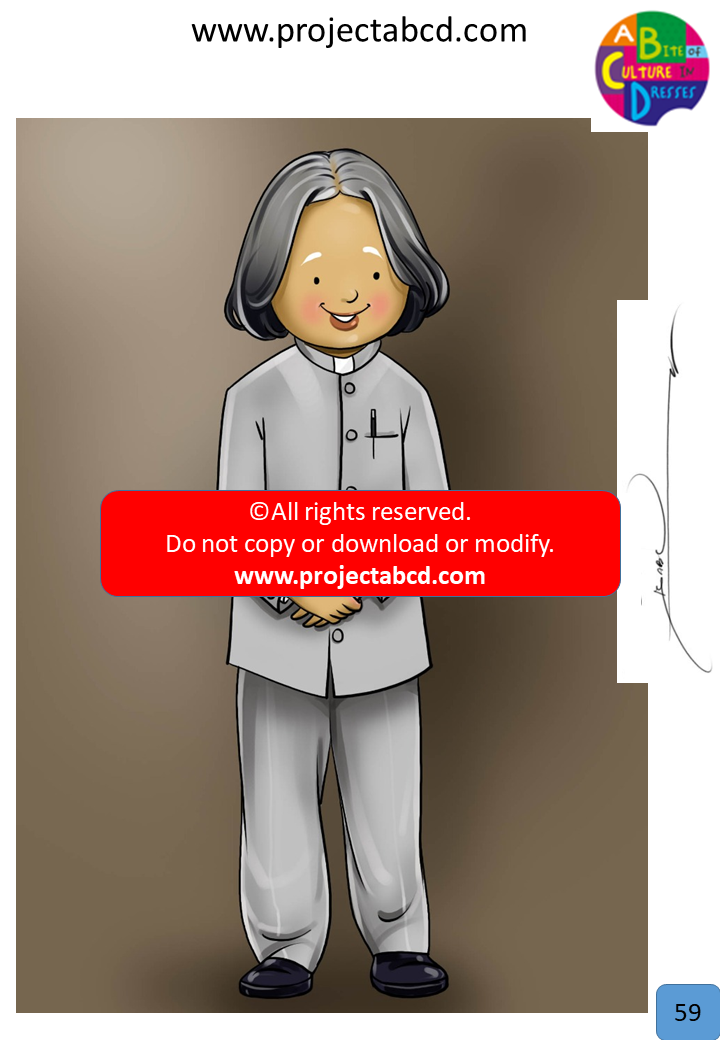 www.projectabcd.com
A BITE OF
CULTURE IN
DRESSES
©All rights reserved.
Do not copy or download or modify.
www.projectabcd.com
59